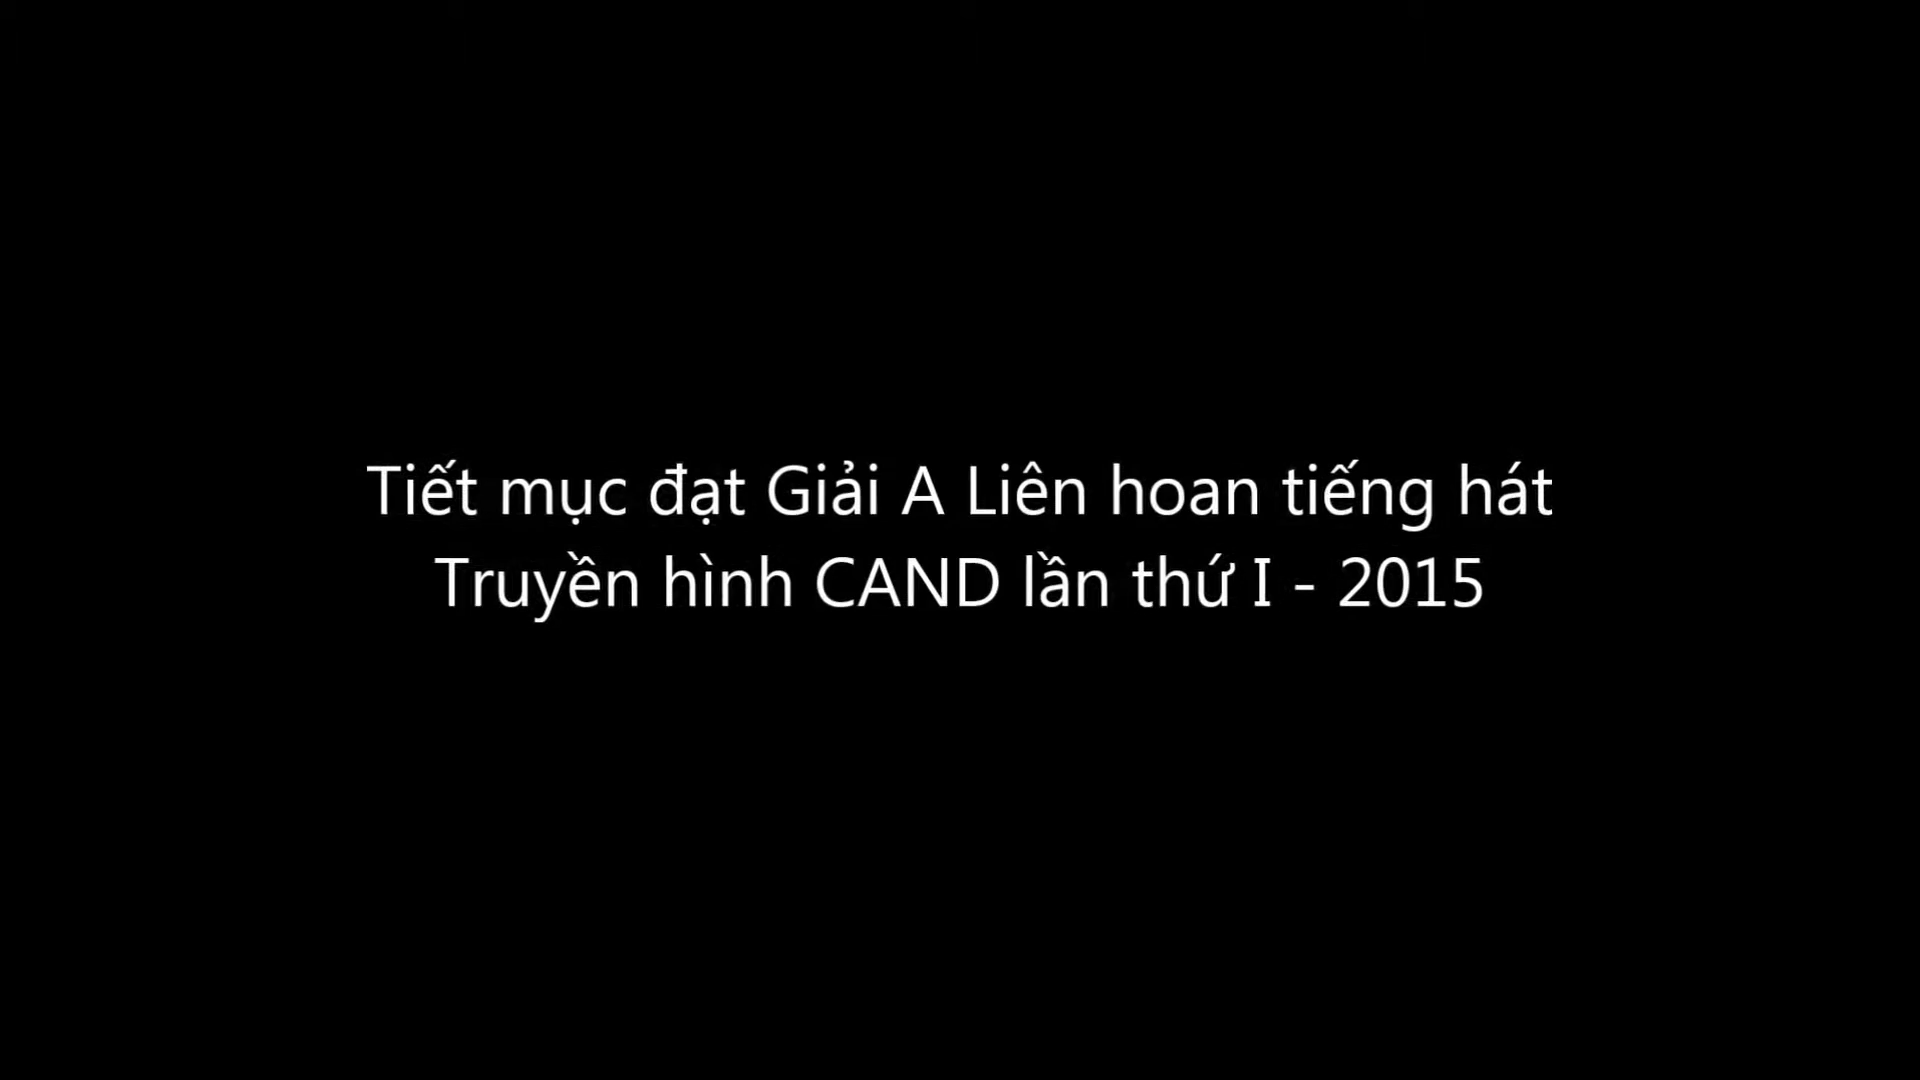 Tiết mục đạt Giải A Liên hoan tiếng hát
Truyền hình CAND lần thứ I - 2015